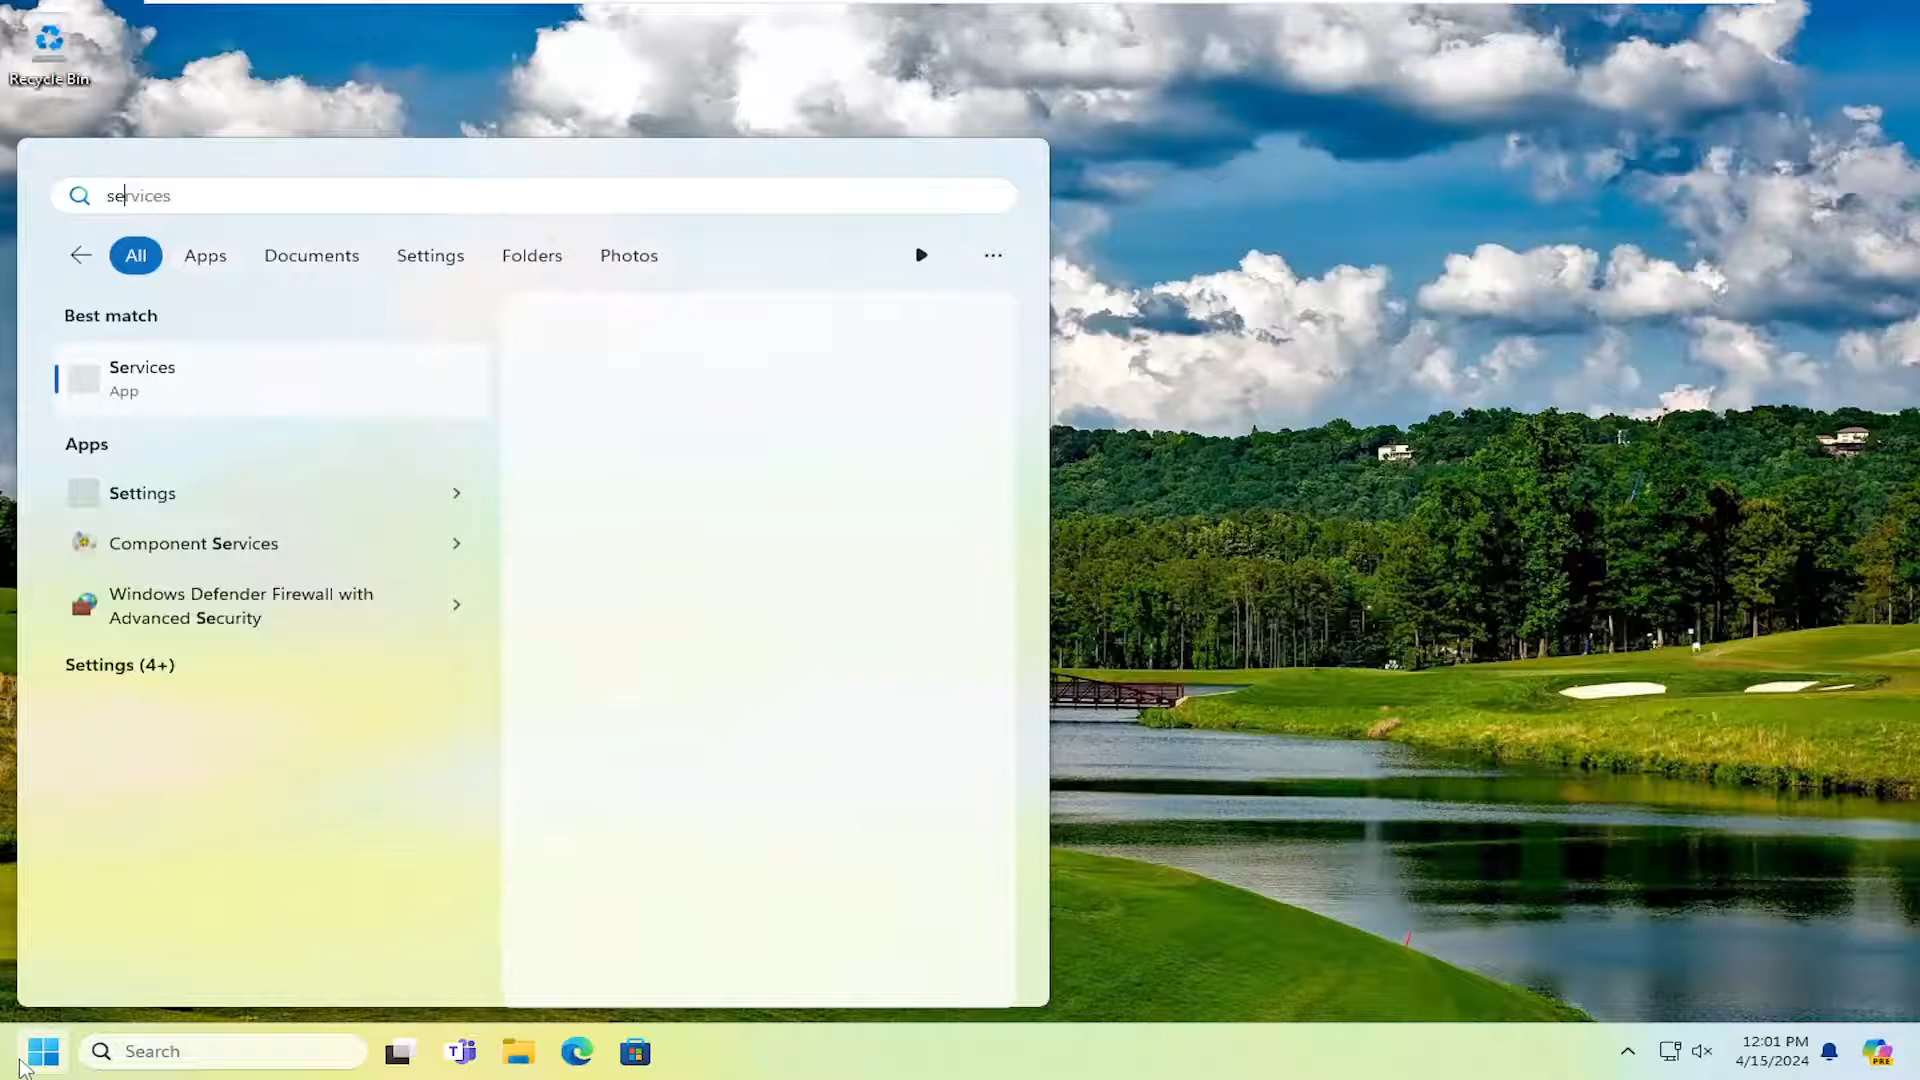 Recycle Bin
services
All
Apps
Documents
Settings
Folders
Photos
Best match
Services
App
Apps
Settings
Component Services
Windows Defender Firewall with
Advanced Security
Settings (4+)
Search
T
12:01 PM
4/15/2024
PRE